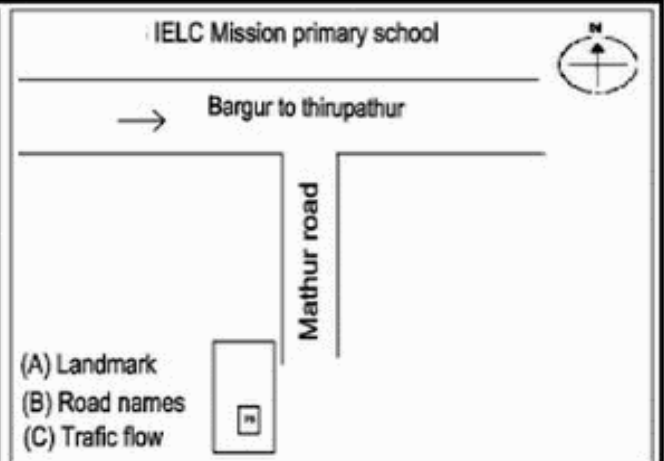 IELC Mission primary school
N
Bargur to thirupathur
Mathur road
(A) Landmark
(B) Road names
(C) Trafic flow